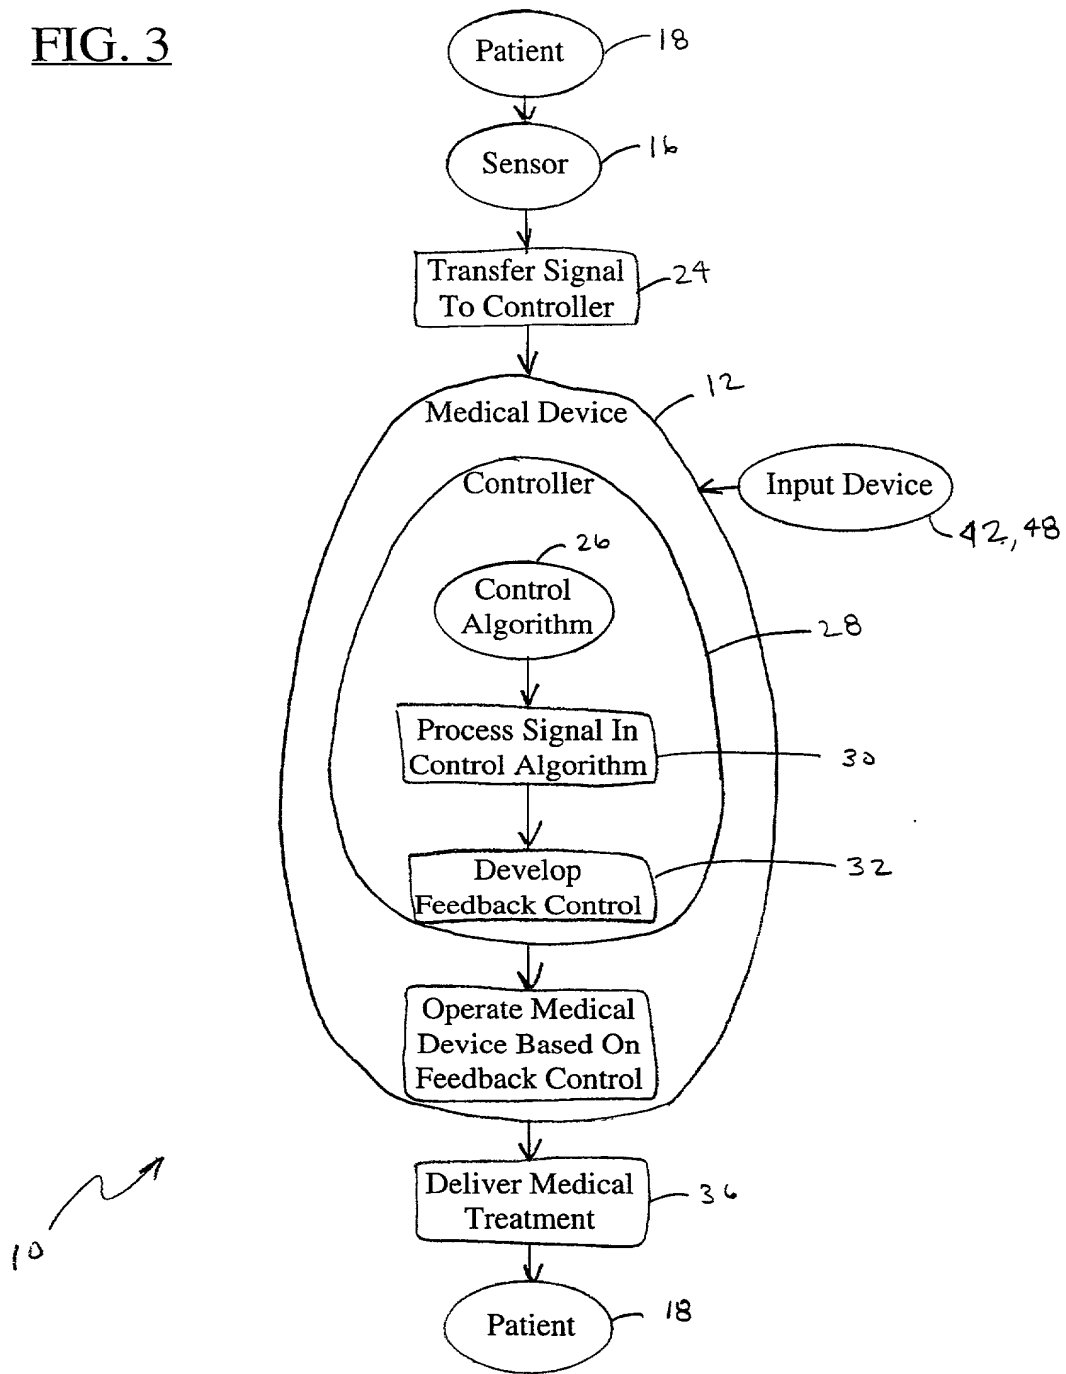 FIG. 3
Patient
18
Sensor
16
Transfer Signal
To Controller
24
Medical Device
12
Controller
Input Device
42, 48
26
Control
Algorithm
28
Process Signal In
Control Algorithm
30
Develop
Feedback Control
32
Operate Medical
Device Based On
Feedback Control
Deliver Medical
Treatment
36
10
Patient
18